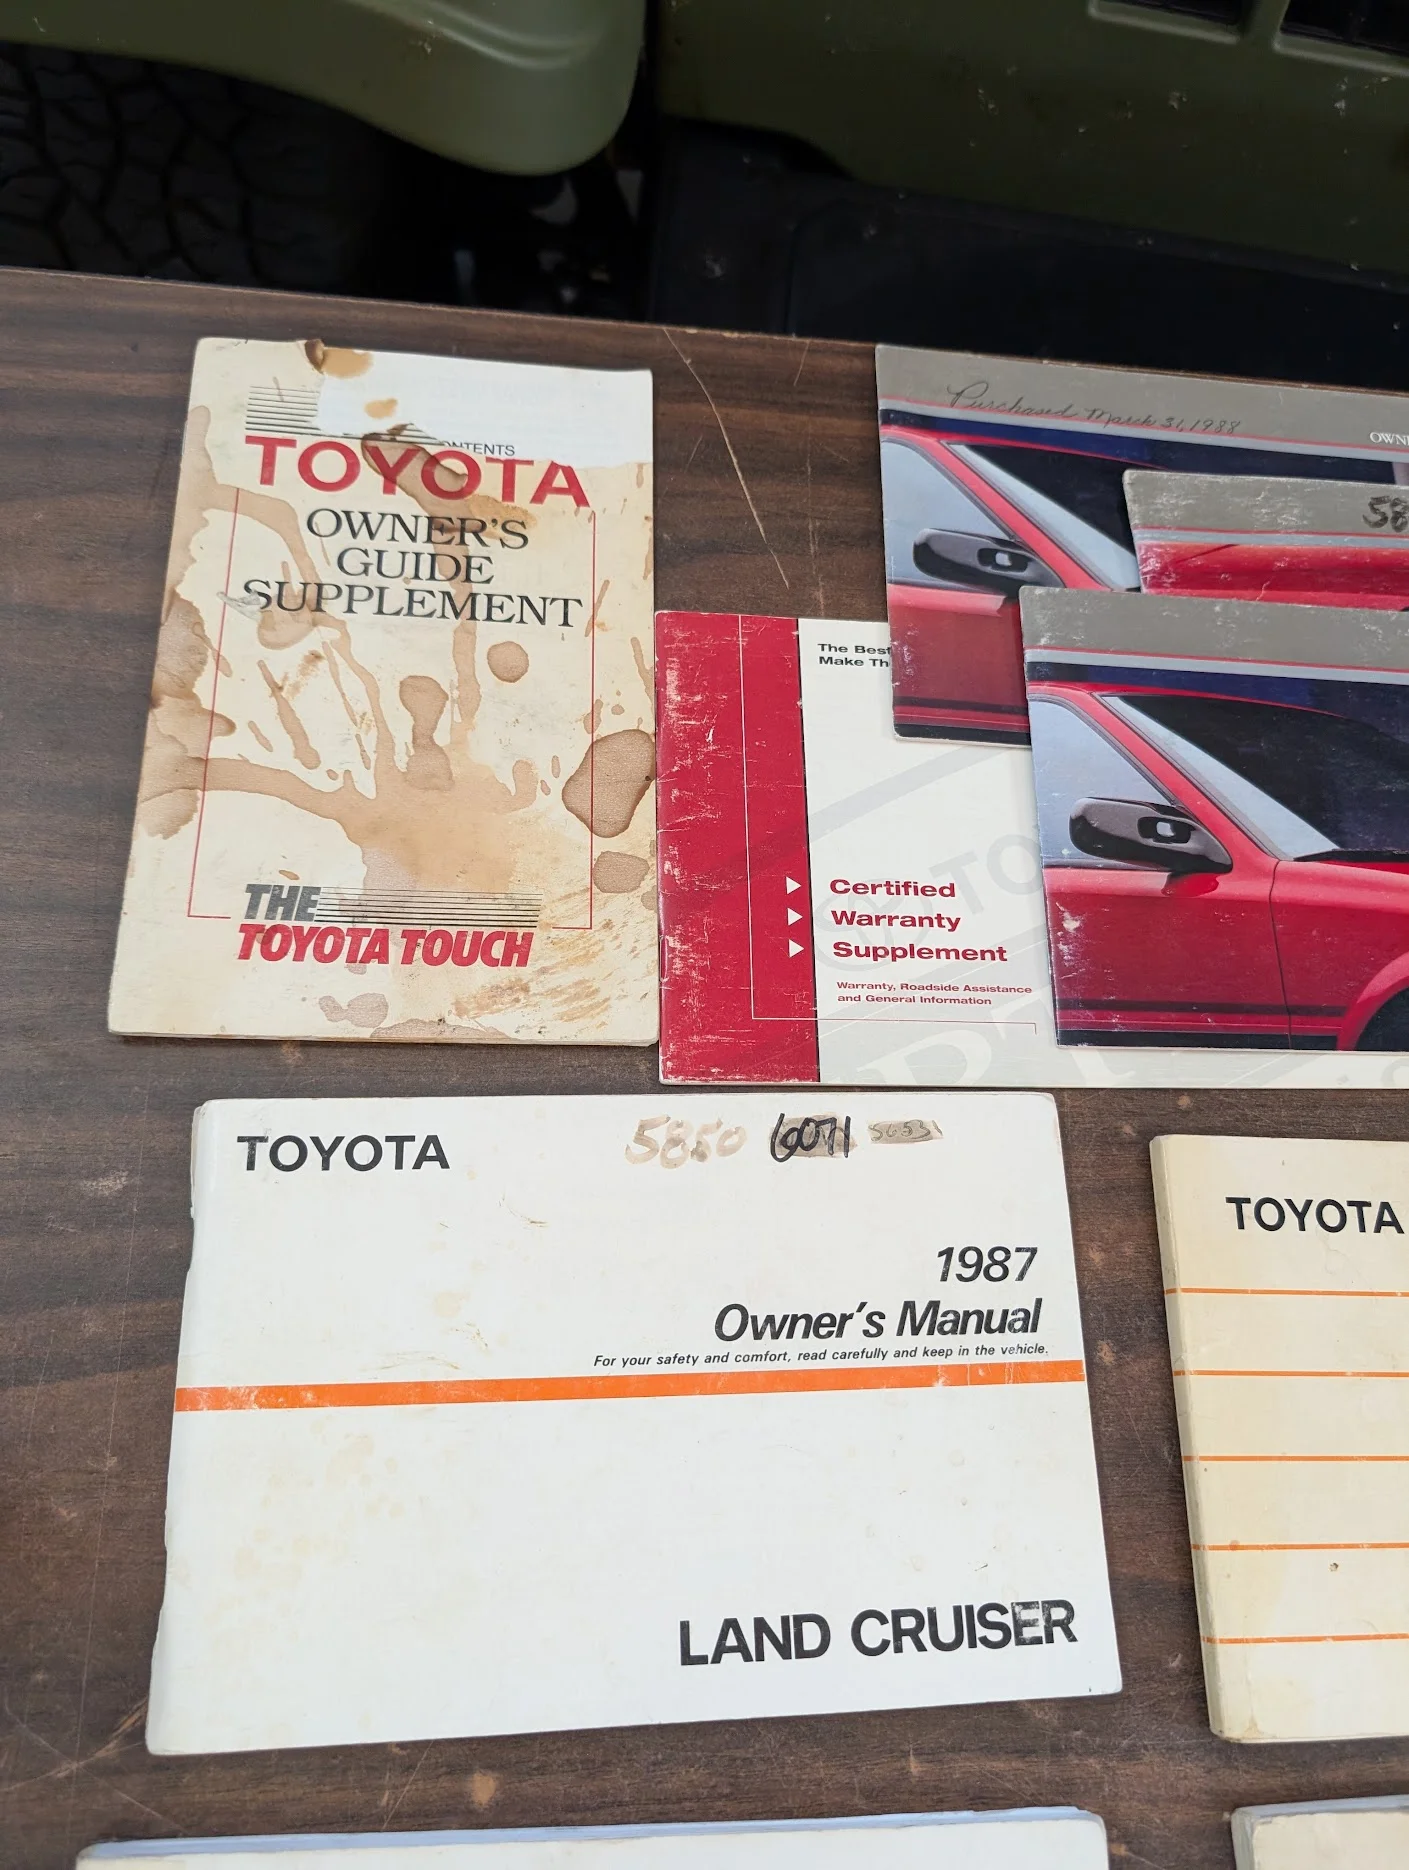 CONTENTS
TOYOTA
OWNER'S
GUIDE
SUPPLEMENT
THE
TOYOTA TOUCH
Purchased March 31, 1988
58
The Best
Make Th
Certified
Warranty
Supplement
Warranty, Roadside Assistance
and General Information
TOYOTA
5850 6071
1987
Owner's Manual
For your safety and comfort, read carefully and keep in the vehicle.
LAND CRUISER
TOYOTA